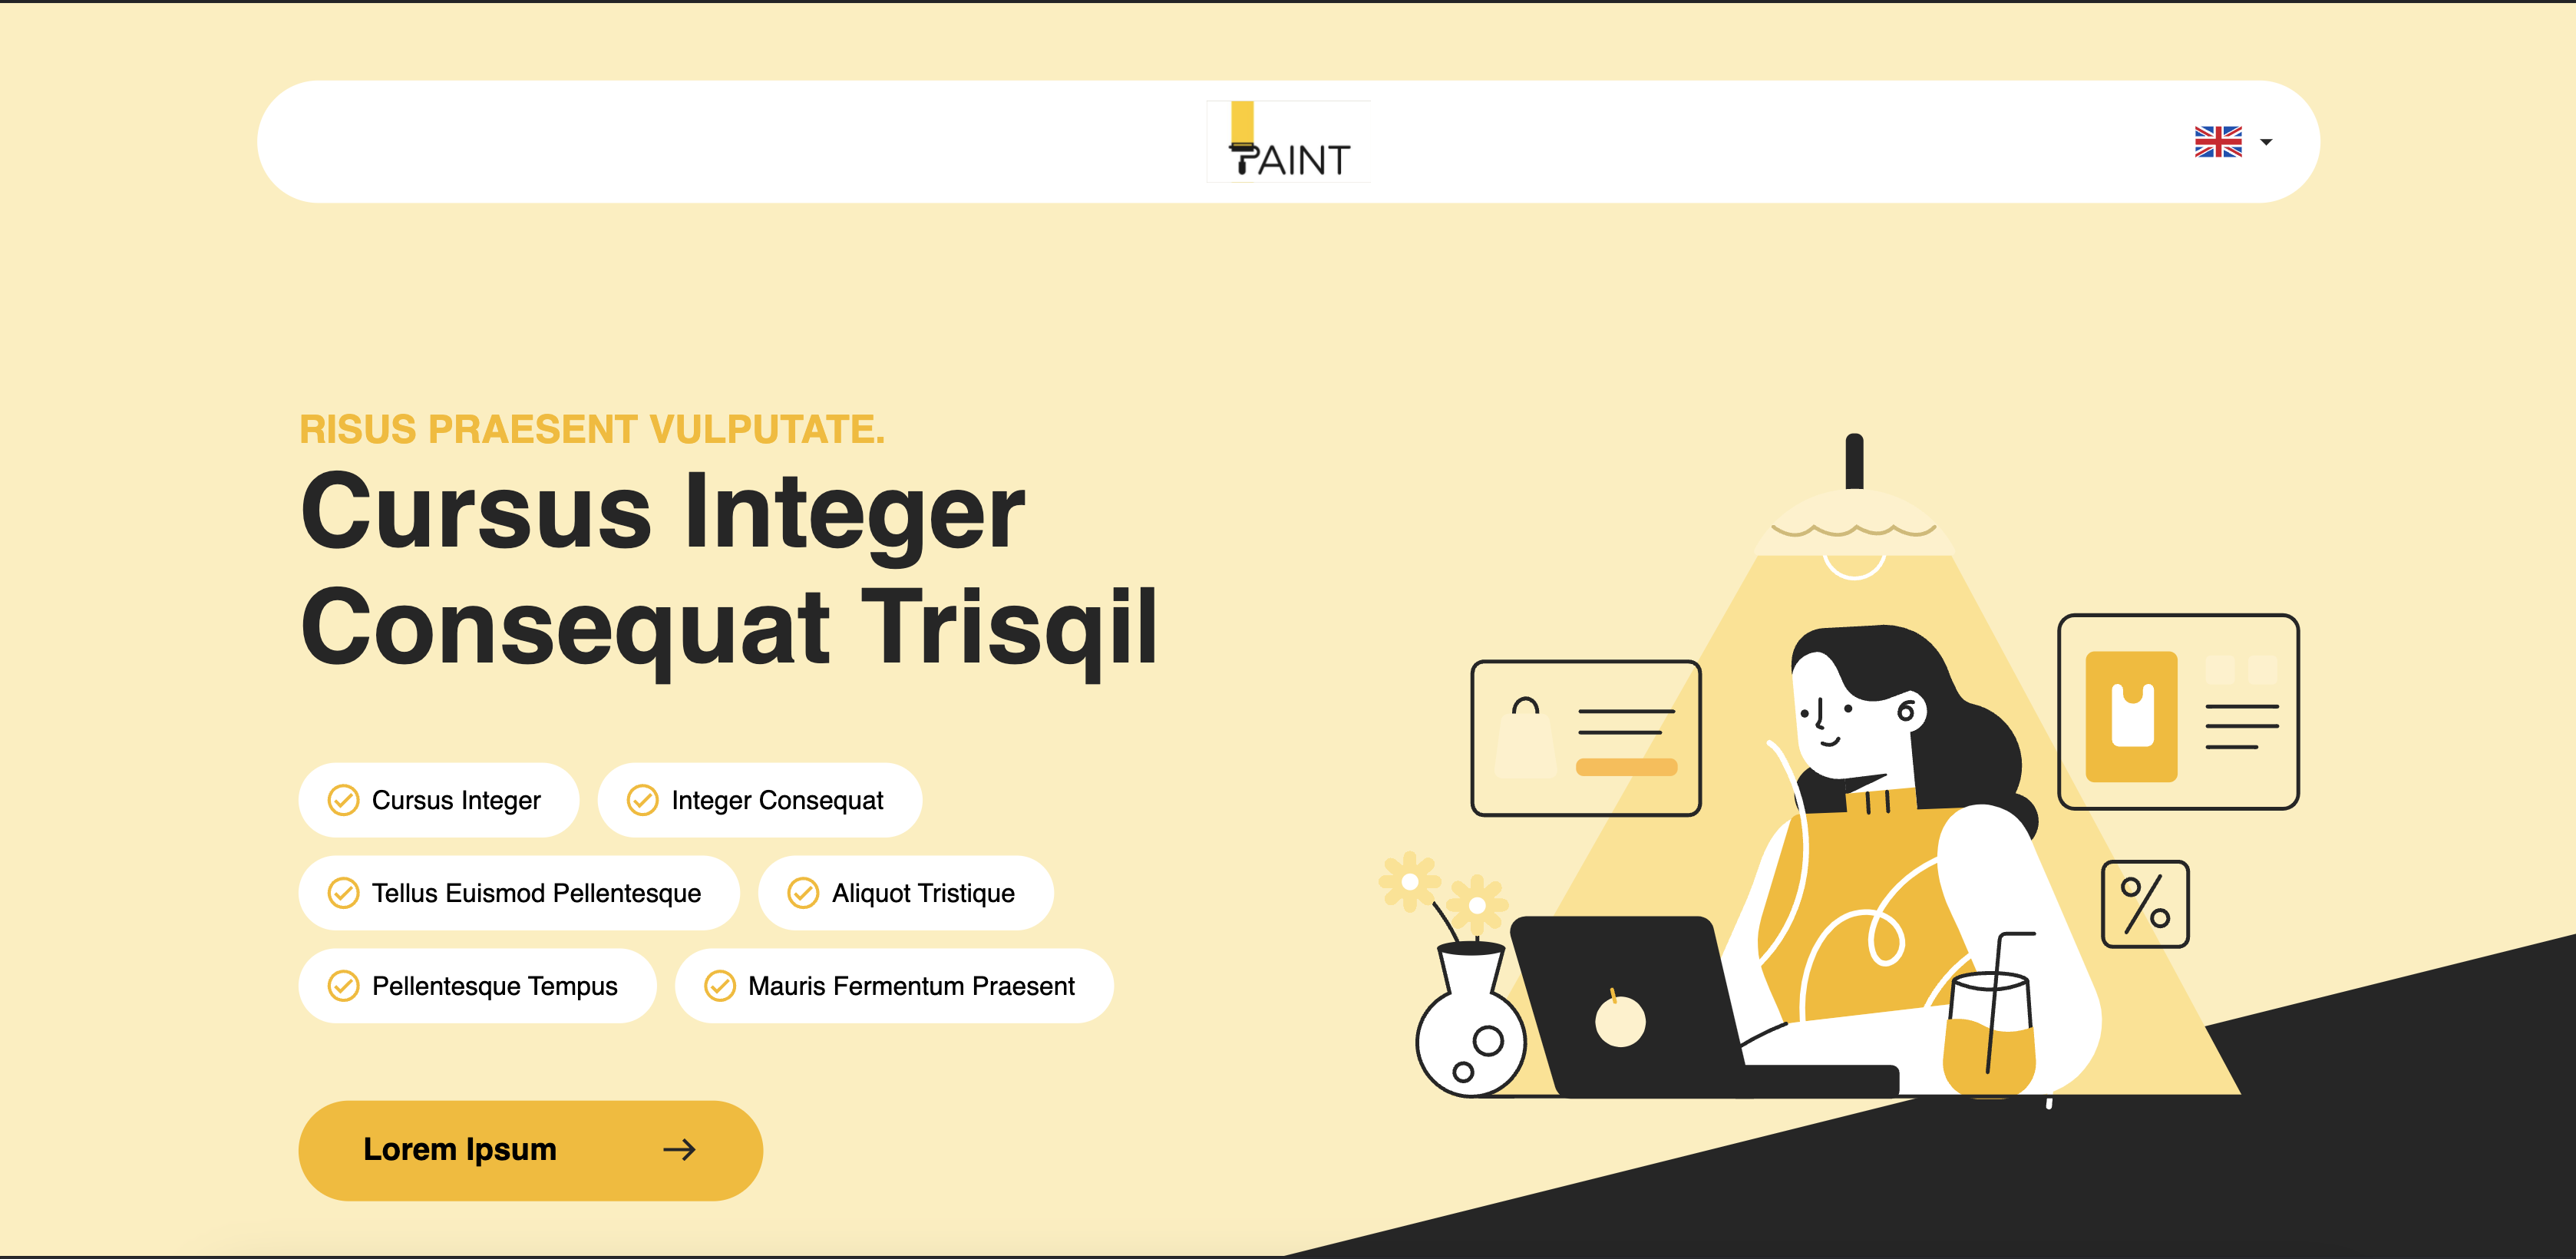 PAINT
RISUS PRAESENT VULPUTATE.
Cursus Integer
Consequat Trisqil
Cursus Integer
Integer Consequat
Tellus Euismod Pellentesque
Aliquot Tristique
Pellentesque Tempus
Mauris Fermentum Praesent
%
Lorem Ipsum